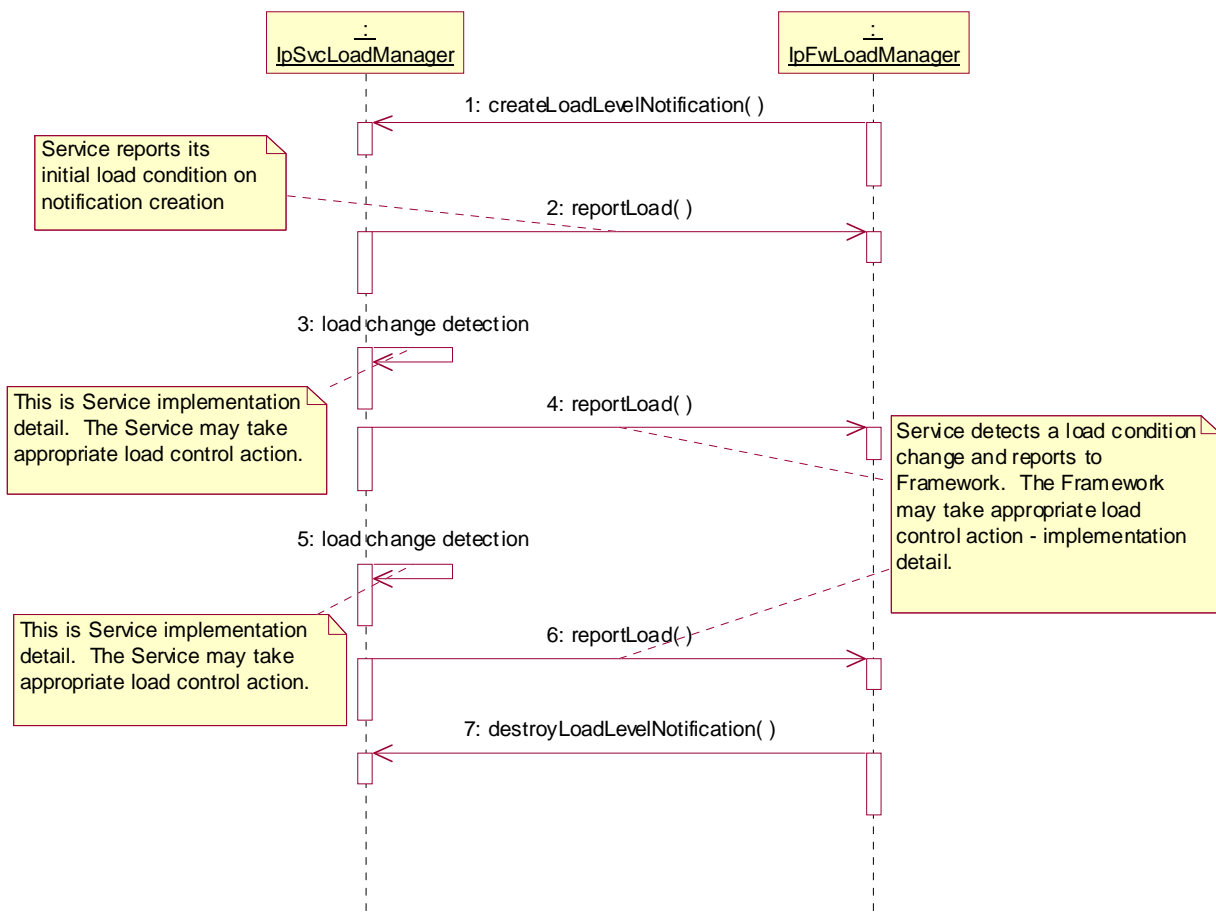 :
IpSvcLoadManager
:
IpFwLoadManager
1: createLoadLevelNotification( )
Service reports its
initial load condition on
notification creation
2: reportLoad( )
3: load change detection
This is Service implementation
detail.  The Service may take
appropriate load control action.
4: reportLoad( )
Service detects a load condition
change and reports to
Framework.  The Framework
may take appropriate load
control action - implementation
detail.
5: load change detection
This is Service implementation
detail.  The Service may take
appropriate load control action.
6: reportLoad( )
7: destroyLoadLevelNotification( )